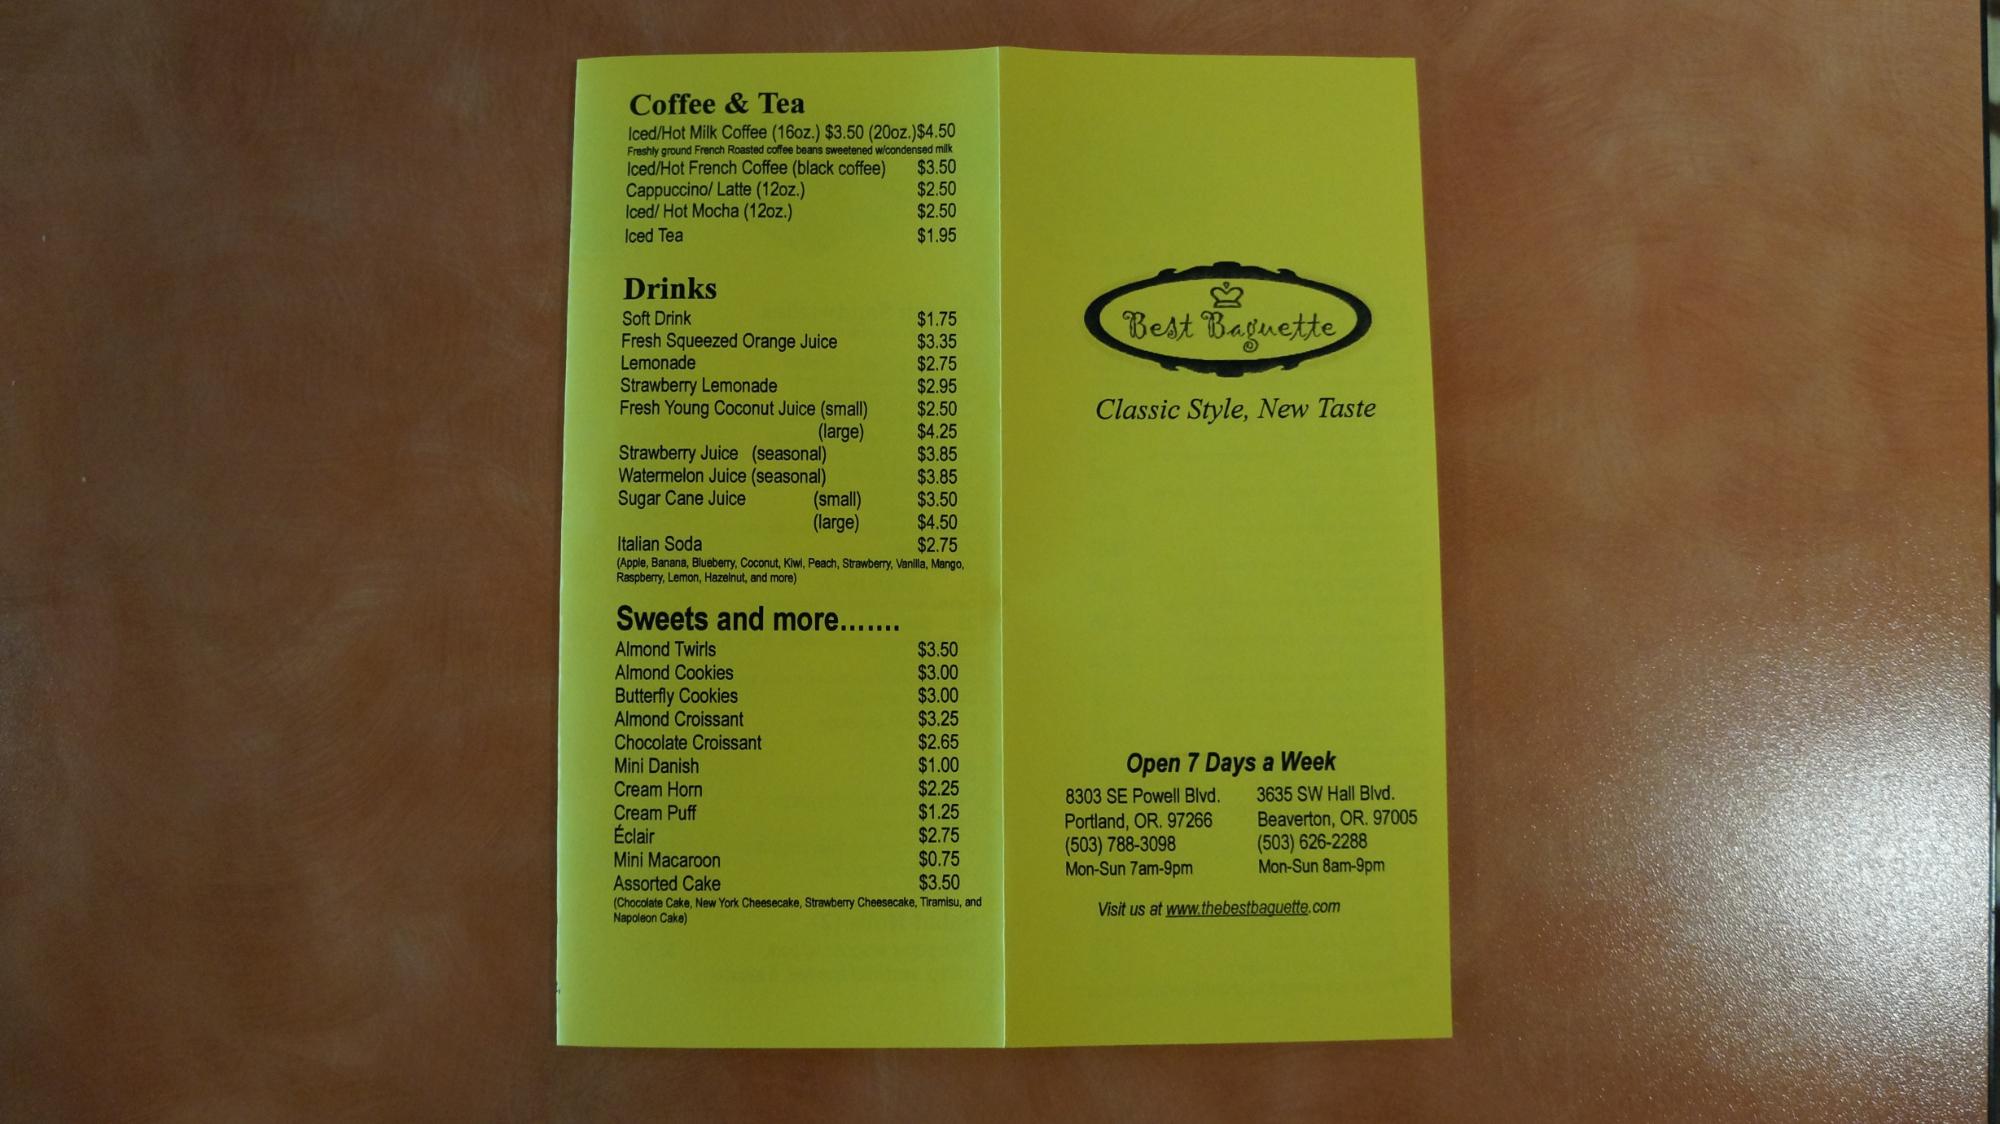 Coffee & Tea
Iced/Hot Milk Coffee (16oz.) $3.50 (20oz.)$4.50
Freshly ground French Roasted coffee beans sweetened w/condensed milk
Iced/Hot French Coffee (black coffee) $3.50
Cappuccino/ Latte (12oz.) $2.50
Iced/ Hot Mocha (12oz.) $2.50
Iced Tea $1.95
Drinks
Soft Drink $1.75
Fresh Squeezed Orange Juice $3.35
Lemonade $2.75
Strawberry Lemonade $2.95
Fresh Young Coconut Juice (small) $2.50
(large) $4.25
Strawberry Juice (seasonal) $3.85
Watermelon Juice (seasonal) $3.85
Sugar Cane Juice (small) $3.50
(large) $4.50
Italian Soda $2.75
(Apple, Banana, Blueberry, Coconut, Kiwi, Peach, Strawberry, Vanilla, Mango,
Raspberry, Lemon, Hazelnut, and more)
Sweets and more…....
Almond Twirls $3.50
Almond Cookies $3.00
Butterfly Cookies $3.00
Almond Croissant $3.25
Chocolate Croissant $2.65
Mini Danish $1.00
Cream Horn $2.25
Cream Puff $1.25
Éclair $2.75
Mini Macaroon $0.75
Assorted Cake $3.50
(Chocolate Cake, New York Cheesecake, Strawberry Cheesecake, Tiramisu, and
Napoleon Cake)
Best Baguette
Classic Style, New Taste
Open 7 Days a Week
8303 SE Powell Blvd.
Portland, OR. 97266
(503) 788-3098
Mon-Sun 7am-9pm
3635 SW Hall Blvd.
Beaverton, OR. 97005
(503) 626-2288
Mon-Sun 8am-9pm
Visit us at www.thebestbaguette.com